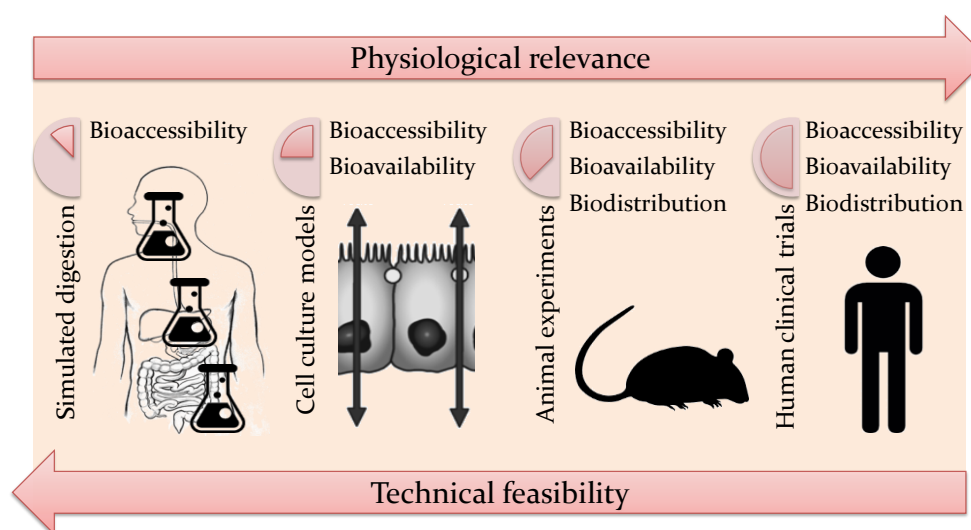 Physiological relevance
Simulated digestion
Bioaccessibility
Cell culture models
Bioaccessibility
Bioavailability
Animal experiments
Bioaccessibility
Bioavailability
Biodistribution
Human clinical trials
Bioaccessibility
Bioavailability
Biodistribution
Technical feasibility